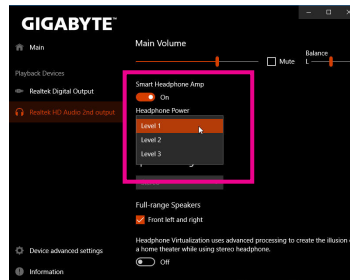 GIGABYTE™
Main
Main Volume
Mute
Balance
L
Playback Devices
Smart Headphone Amp
Realtek Digital Output
On
Realtek HD Audio 2nd output
Headphone Power
Level 1
Level 2
Level 3
Full-range Speakers
Front left and right
Headphone Virtualization uses advanced processing to create the illusion
a home theater while using stereo headphone.
Device advanced settings
Off
Information